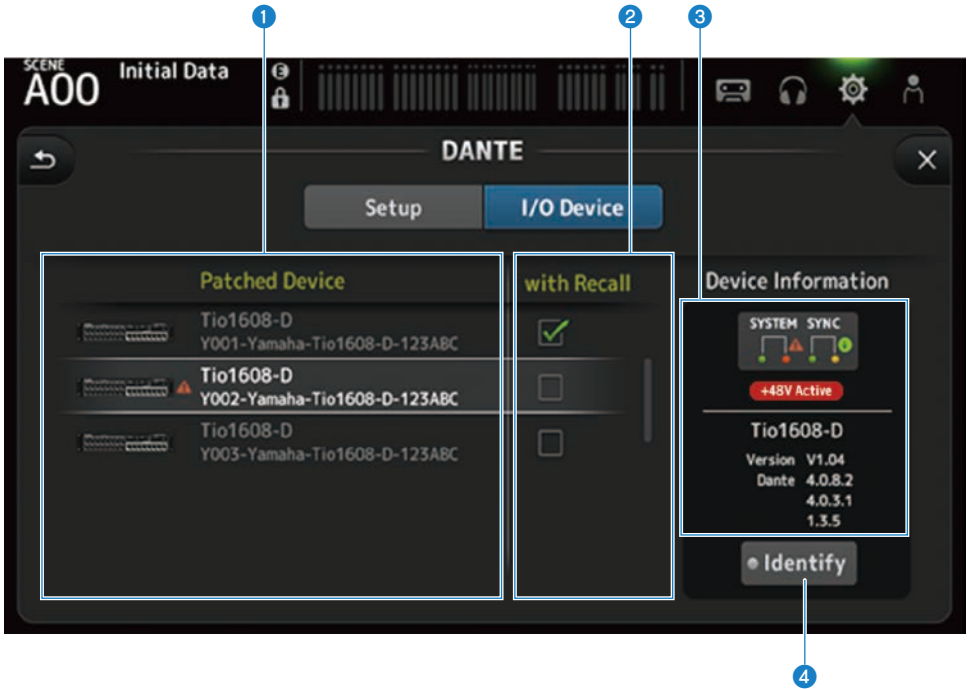 1
2
3
SCENE
A00
Initial Data
E
DANTE
Setup
I/O Device
Patched Device
with Recall
Device Information
Tio1608-D
Y001-Yamaha-Tio1608-D-123ABC
Tio1608-D
Y002-Yamaha-Tio1608-D-123ABC
Tio1608-D
Y003-Yamaha-Tio1608-D-123ABC
SYSTEM SYNC
+48V Active
Tio1608-D
Version V1.04
Dante 4.0.8.2
4.0.3.1
1.3.5
Identify
4